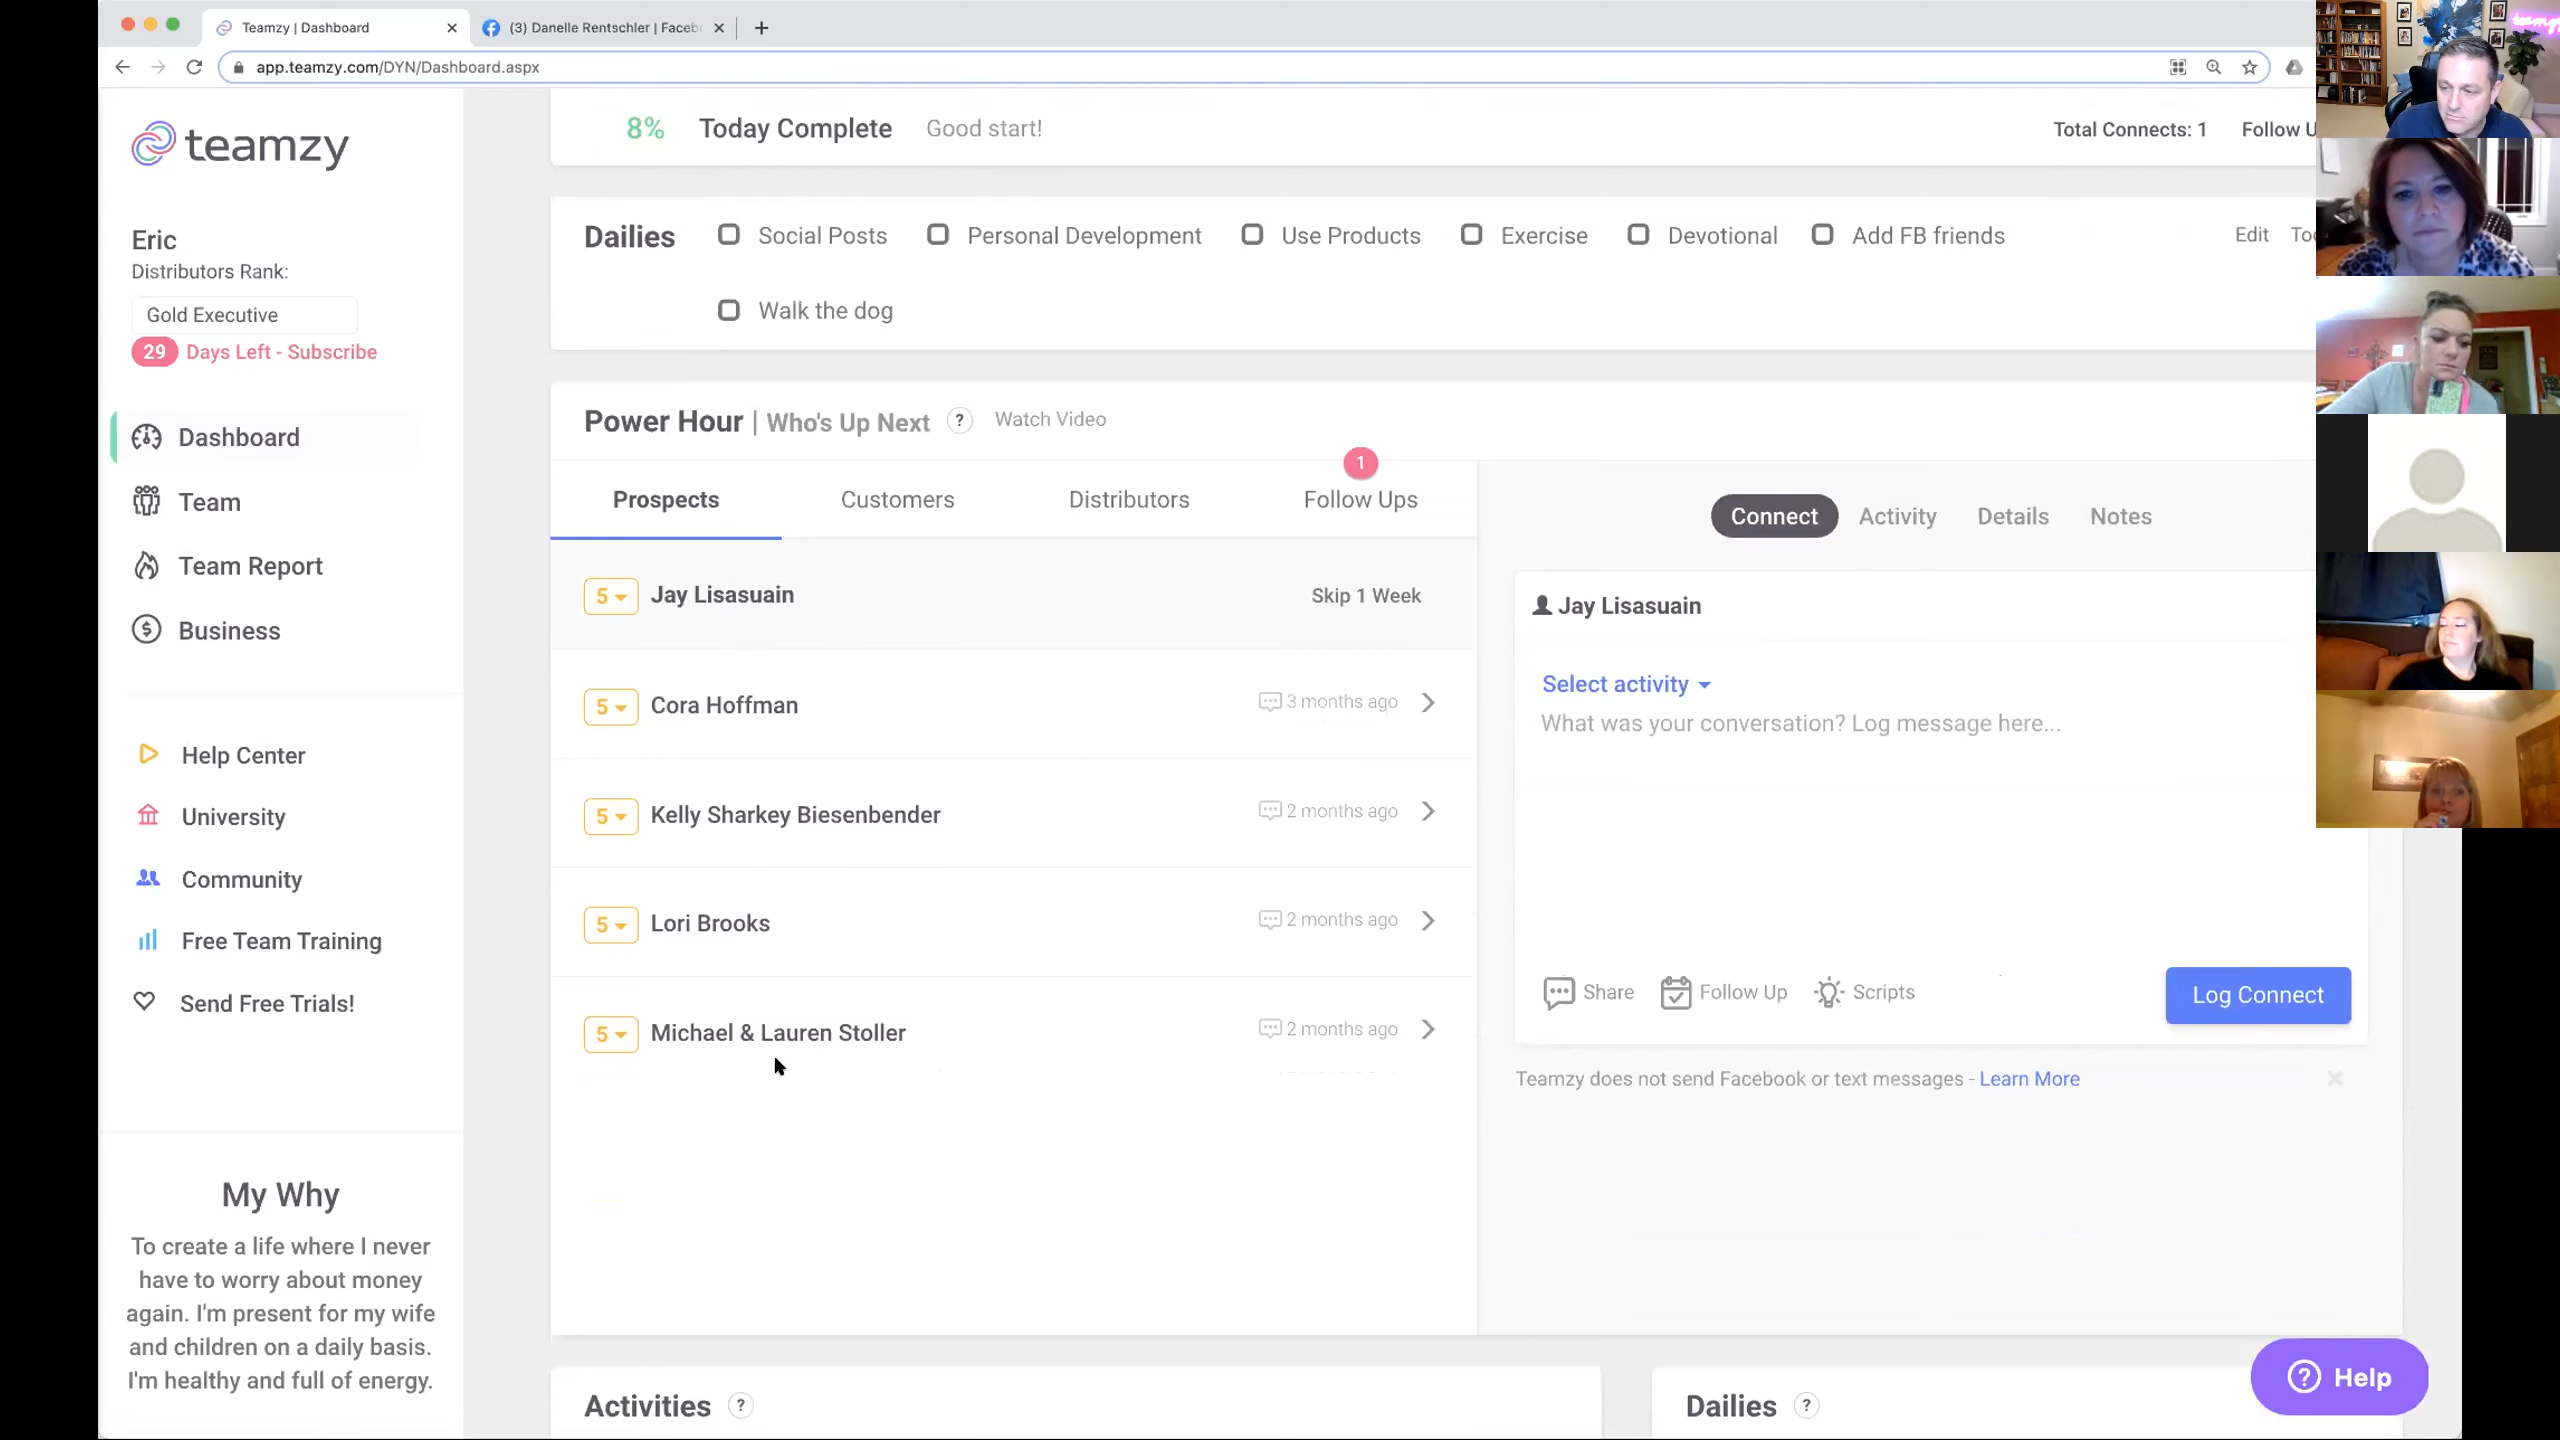 Teamzy | Dashboard
(3) Danelle Rentschler | Faceb
app.teamzy.com/DYN/Dashboard.aspx
teamzy
Eric
Distributors Rank:
Gold Executive
29 Days Left - Subscribe
Dashboard
Team
Team Report
Business
Help Center
University
Community
Free Team Training
Send Free Trials!
My Why
To create a life where I never
have to worry about money
again. I'm present for my wife
and children on a daily basis.
I'm healthy and full of energy.
8% Today Complete Good start!
Total Connects: 1 Follow U
Dailies Social Posts Personal Development Use Products Exercise Devotional Add FB friends Edit Too
Walk the dog
Power Hour | Who's Up Next ? Watch Video
1
Prospects Customers Distributors Follow Ups
5 Jay Lisasuain Skip 1 Week
5 Cora Hoffman 3 months ago
5 Kelly Sharkey Biesenbender 2 months ago
5 Lori Brooks 2 months ago
5 Michael & Lauren Stoller 2 months ago
Connect Activity Details Notes
Jay Lisasuain
Select activity
What was your conversation? Log message here...
Share Follow Up Scripts Log Connect
Teamzy does not send Facebook or text messages - Learn More
Activities ?
Dailies ?
? Help